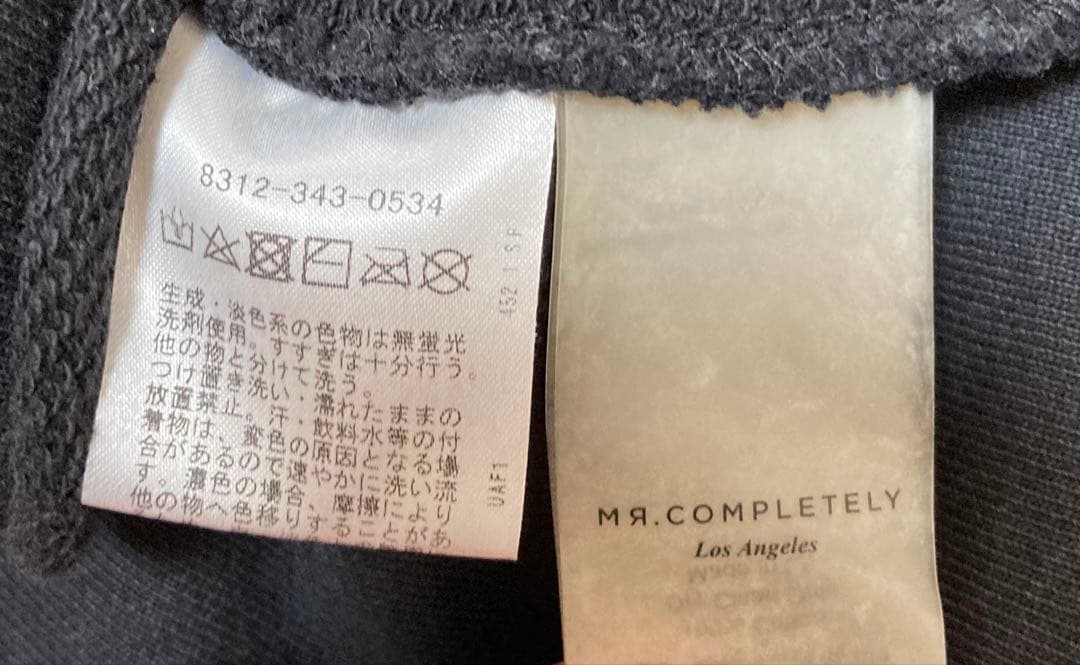 8312-343-0534
生成・淡色系の色物は無蛍光
洗剤使用。すすぎは十分行う。
他の物と分けて洗う。
つけ置き洗い・濡れたままの
放置禁止。汗・飲料水等の付
着物は、変色の原因となる場
合があるので速やかに洗い流
す。濃色の場合、摩擦により
他の物へ色移りすることがあ
4521SP
UAF1
MЯ.COMPLETELY
Los Angeles